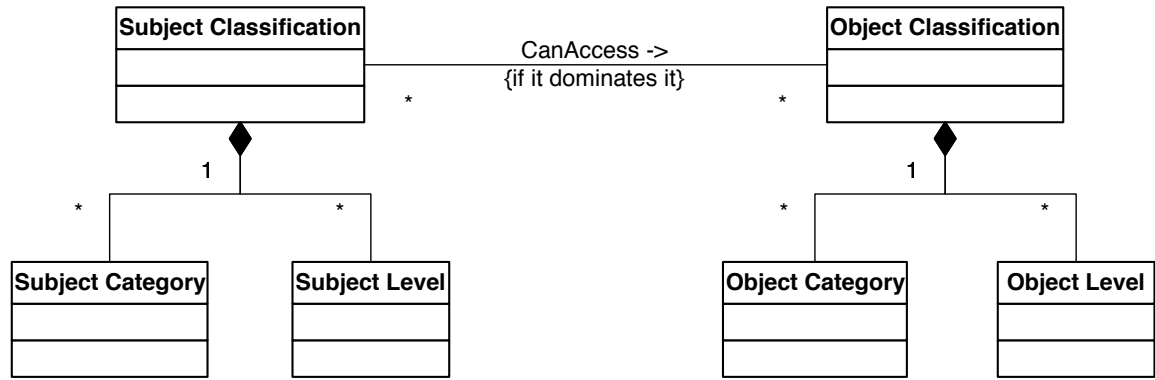 Subject Classification
Object Classification
CanAccess ->
{if it dominates it}
*
*
1
1
*
*
*
*
Subject Category
Subject Level
Object Category
Object Level